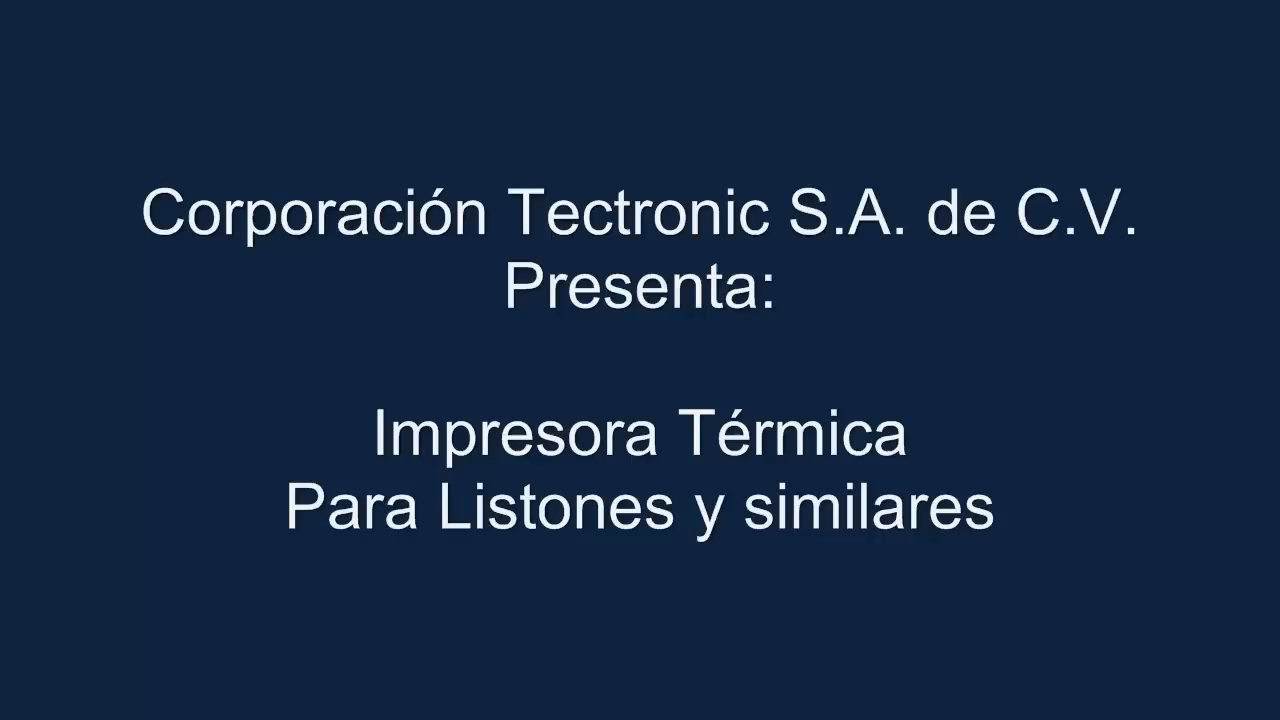 Corporación Tectronic S.A. de C.V.
Presenta:
Impresora Térmica
Para Listones y similares